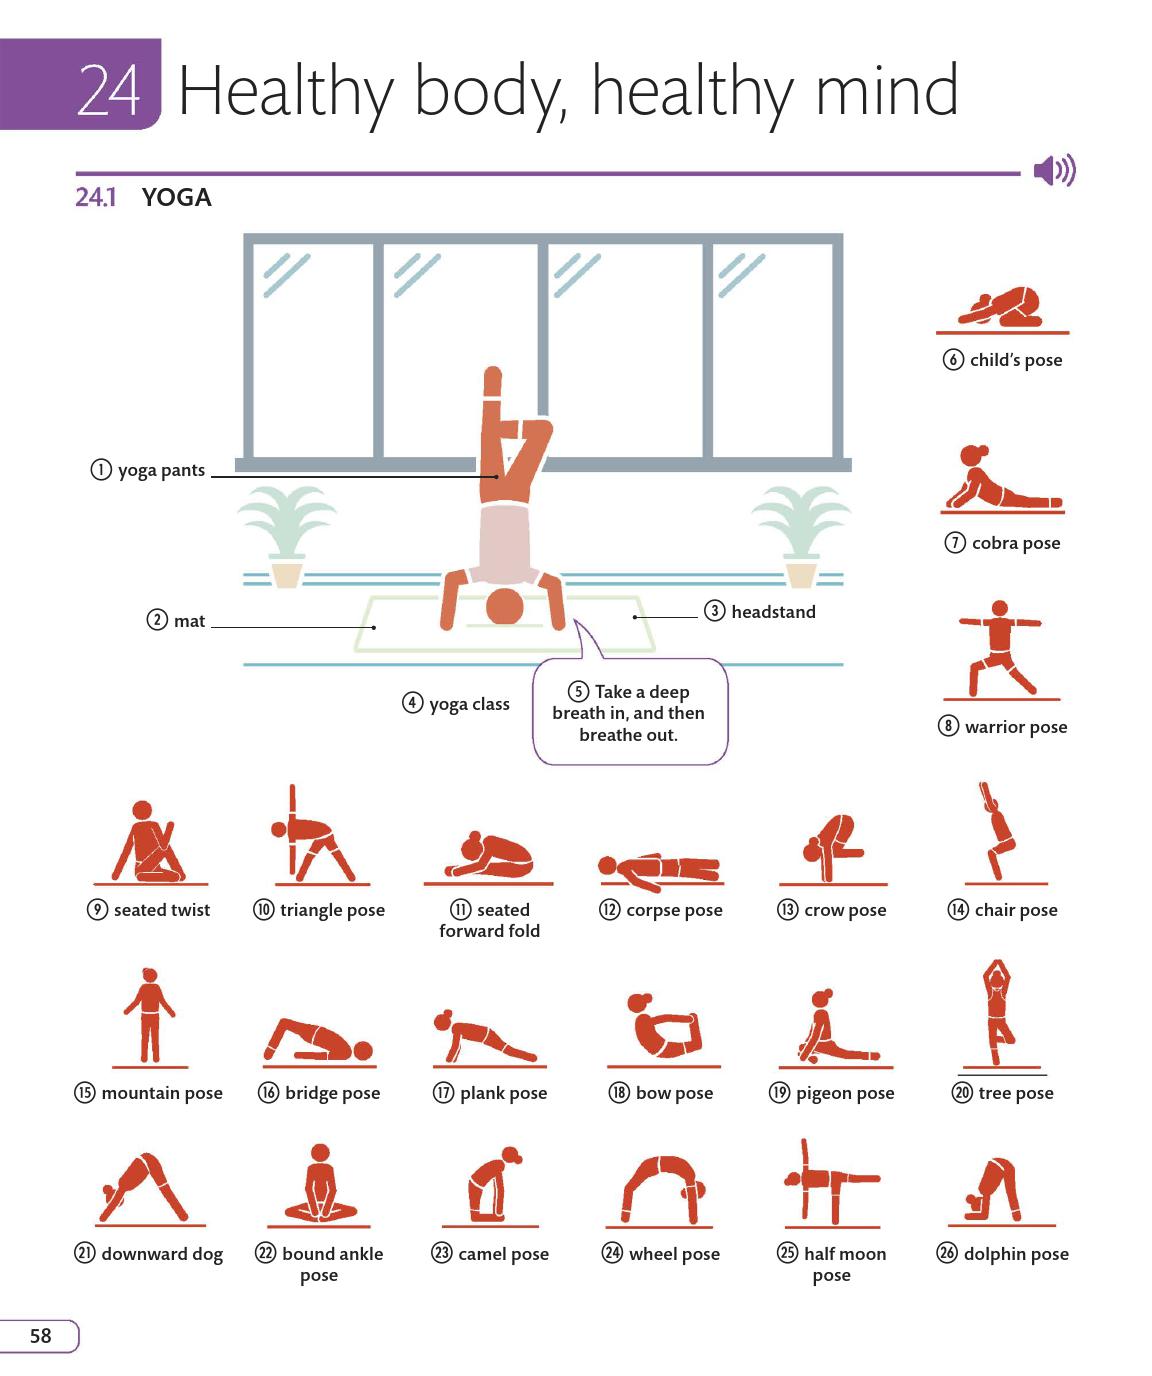 24 Healthy body, healthy mind
24.1 YOGA
① yoga pants
② mat
③ headstand
④ yoga class
⑤ Take a deep
breath in, and then
breathe out.
⑥ child's pose
⑦ cobra pose
⑧ warrior pose
⑨ seated twist
⑩ triangle pose
⑪ seated
forward fold
⑫ corpse pose
⑬ crow pose
⑭ chair pose
⑮ mountain pose
⑯ bridge pose
⑰ plank pose
⑱ bow pose
⑲ pigeon pose
⑳ tree pose
㉑ downward dog
㉒ bound ankle
pose
㉓ camel pose
㉔ wheel pose
㉕ half moon
pose
㉖ dolphin pose
58